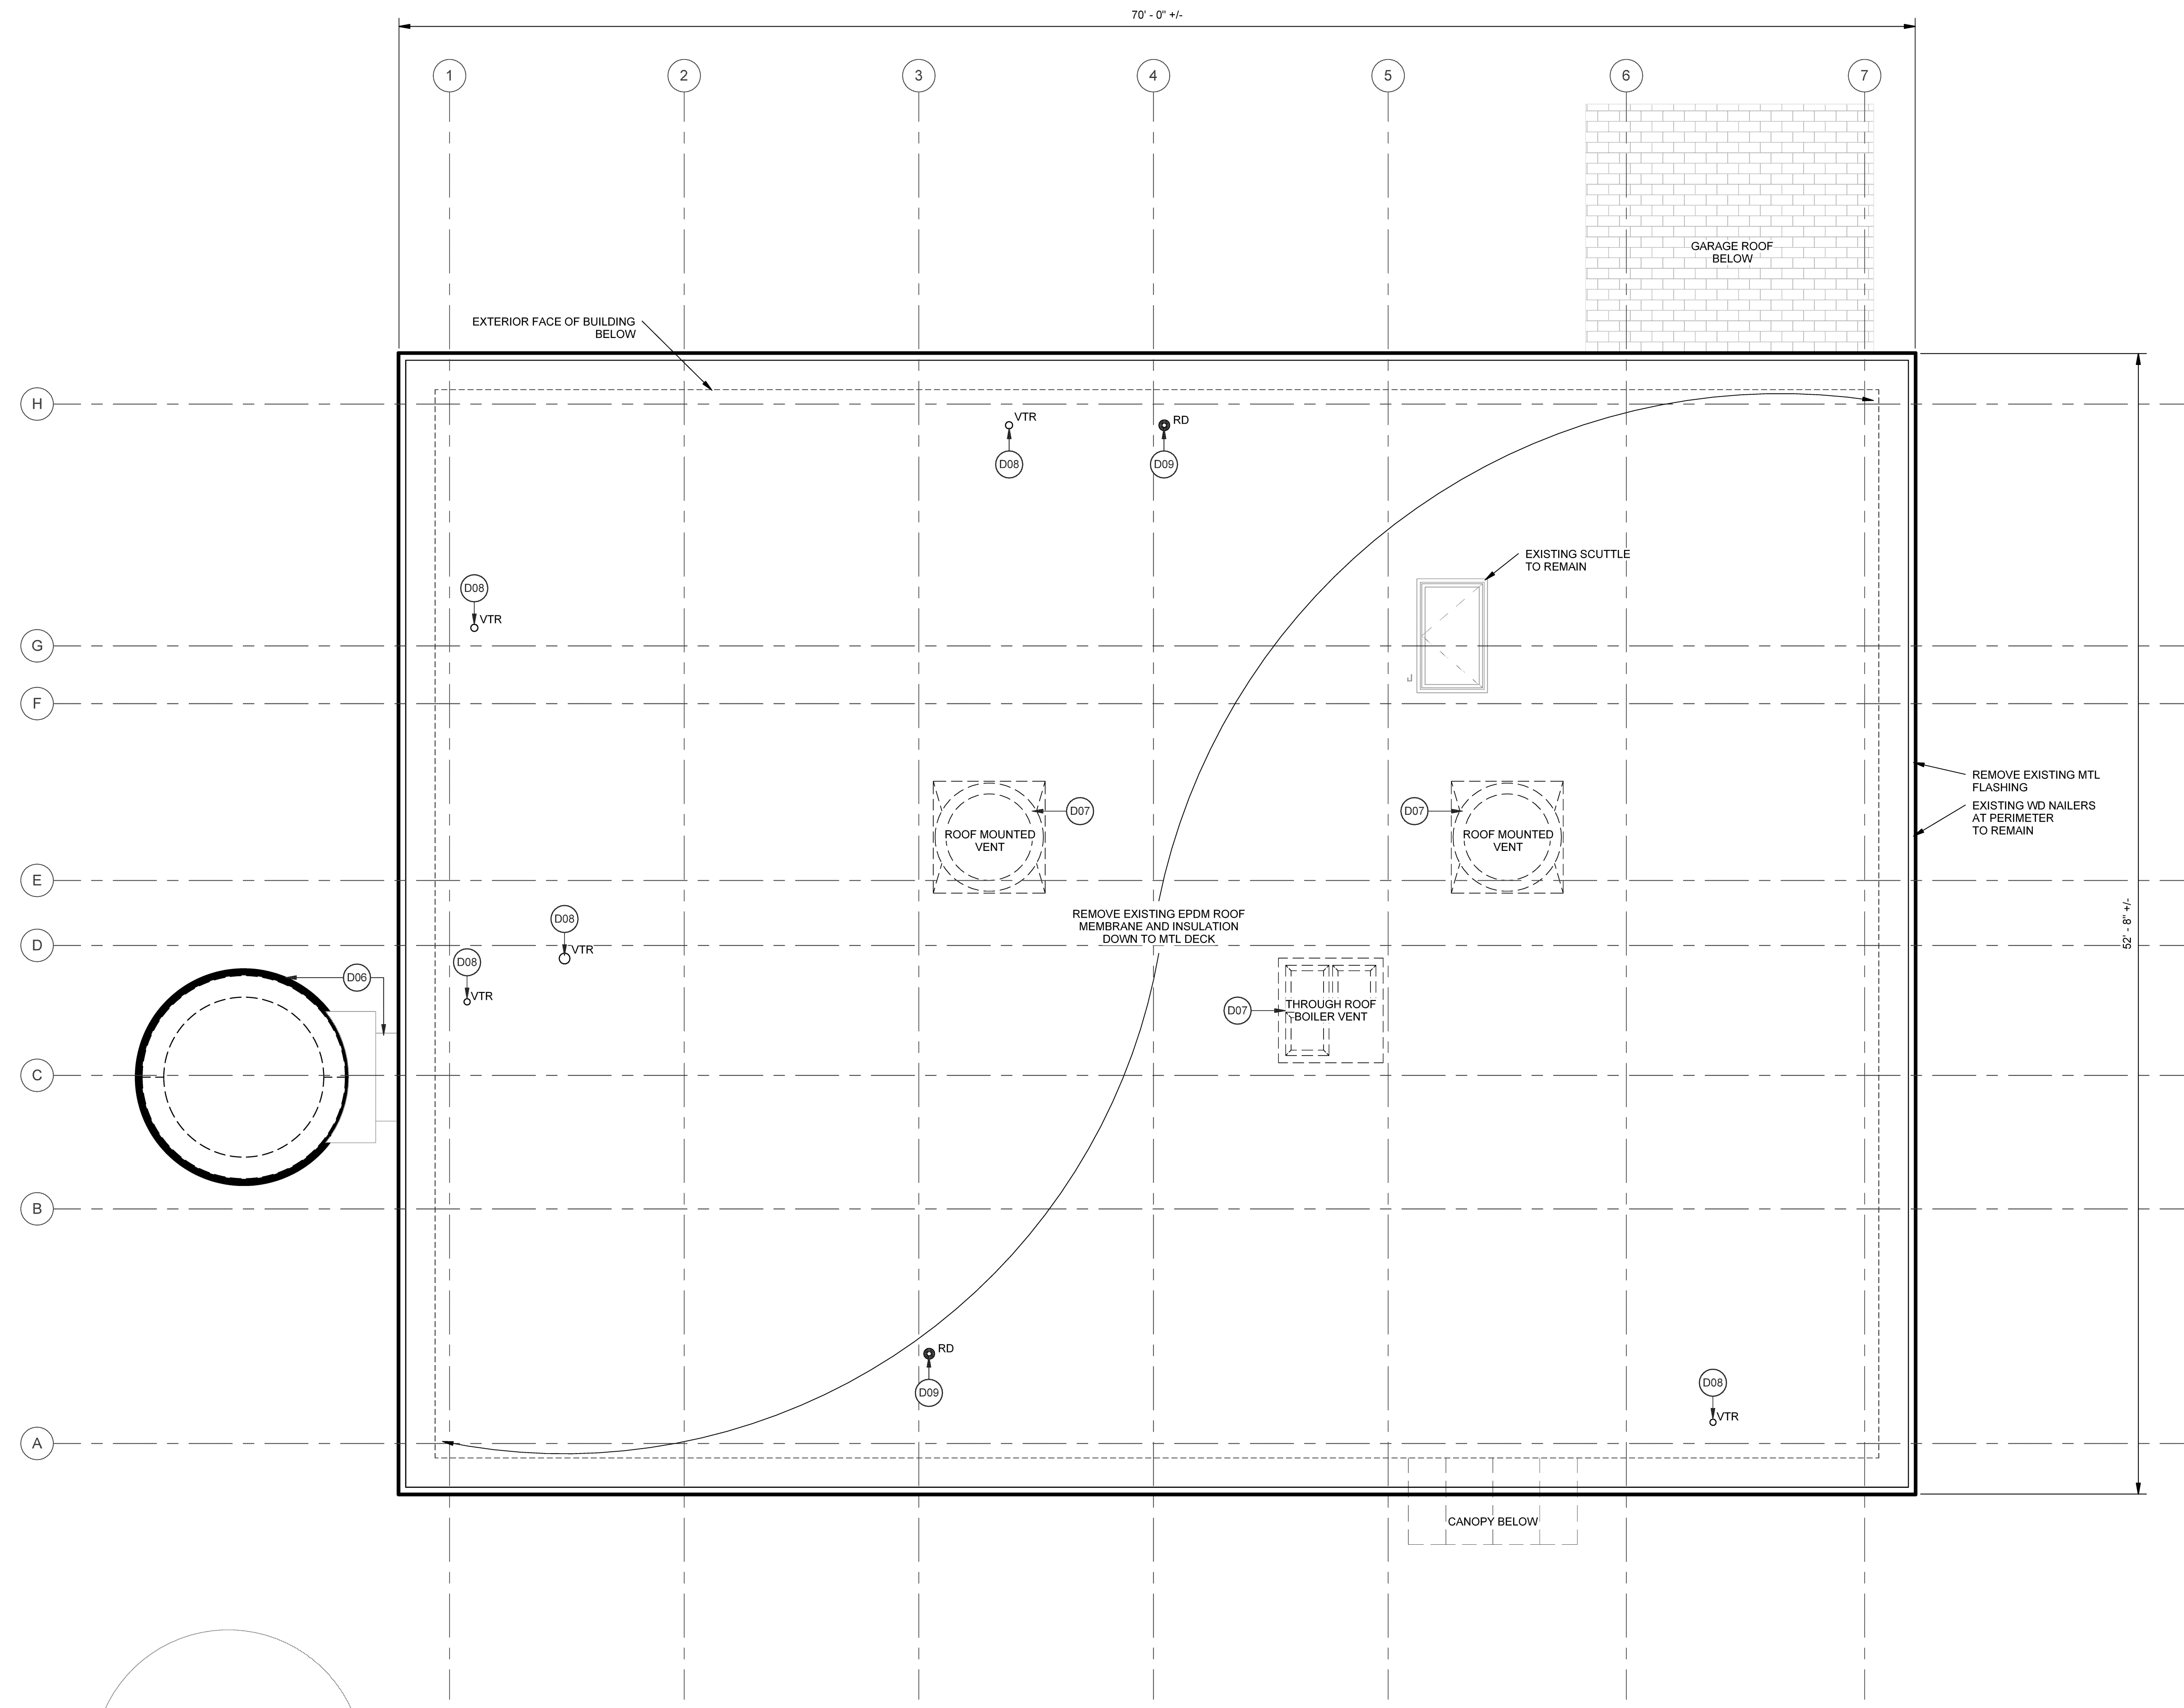 70' - 0" +/-
1
2
3
4
5
6
7
GARAGE ROOF
BELOW
EXTERIOR FACE OF BUILDING
BELOW
H
VTR
RD
D08
D09
EXISTING SCUTTLE
TO REMAIN
D08
VTR
G
F
REMOVE EXISTING MTL
FLASHING
EXISTING WD NAILERS
AT PERIMETER
TO REMAIN
D07
D07
ROOF MOUNTED
VENT
ROOF MOUNTED
VENT
E
52' - 8" +/-
REMOVE EXISTING EPDM ROOF
MEMBRANE AND INSULATION
DOWN TO MTL DECK
D08
VTR
D
D08
VTR
D06
D07
THROUGH ROOF
BOILER VENT
C
B
RD
D09
D08
VTR
A
CANOPY BELOW